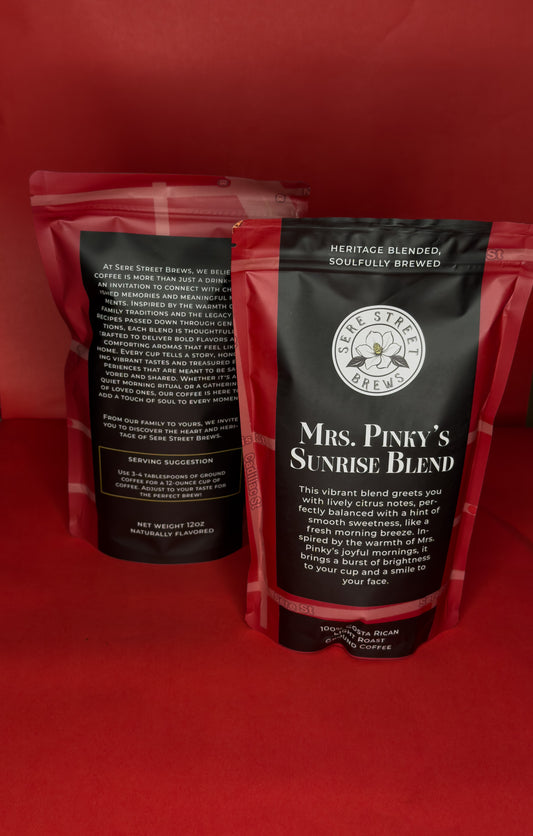 At Sere Street Brews, we
coffee is more than just a drink
an invitation to connect with
memories and meaningful
Inspired by the warmth
family traditions and the legacy
recipes passed down through
each blend is thoughtfully
crafted to deliver bold flavors
comforting aromas that feel like
home. Every cup tells a story,
vibrant tastes and treasured
that are meant to be
and shared. Whether it's a
quiet morning ritual or a gathering
of loved ones, our coffee is here to
add a touch of soul to every
From our family to yours, we invite
you to discover the heart and heri-
tage of Sere Street Brews.
SERVING SUGGESTION
Use 3-4 tablespoons of ground
coffee for a 12-ounce cup of
coffee. Adjust to your taste for
the perfect brew!
NET WEIGHT 12OZ
NATURALLY FLAVORED
HERITAGE BLENDED,
SOULFULLY BREWED
SERE STREET
BREWS
Mrs. Pinky's
Sunrise Blend
This vibrant blend greets you
with lively citrus notes, per-
fectly balanced with a hint of
smooth sweetness, like a
fresh morning breeze. In-
spired by the warmth of Mrs.
Pinky's joyful mornings, it
brings a burst of brightness
to your cup and a smile to
your face.
Rican
Roast
Coffee